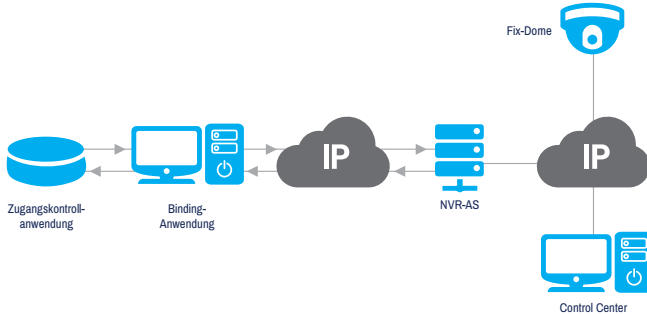 Fix-Dome
IP
IP
Zugangskontroll-
anwendung
Binding-
Anwendung
NVR-AS
Control Center